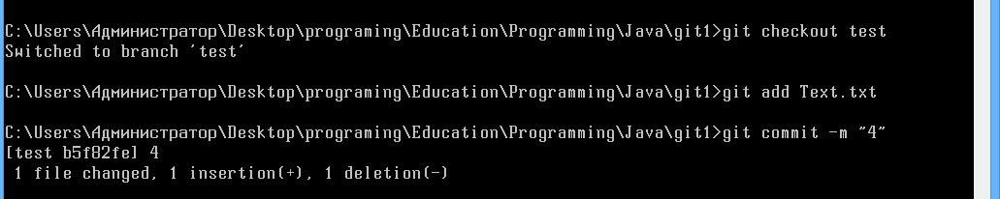 C:\Users\Администратор\Desktop\programing\Education\Programming\Java\git1>git checkout test
Switched to branch 'test'
C:\Users\Администратор\Desktop\programing\Education\Programming\Java\git1>git add Text.txt
C:\Users\Администратор\Desktop\programing\Education\Programming\Java\git1>git commit -m "4"
[test b5f82fe] 4
1 file changed, 1 insertion(+), 1 deletion(-)